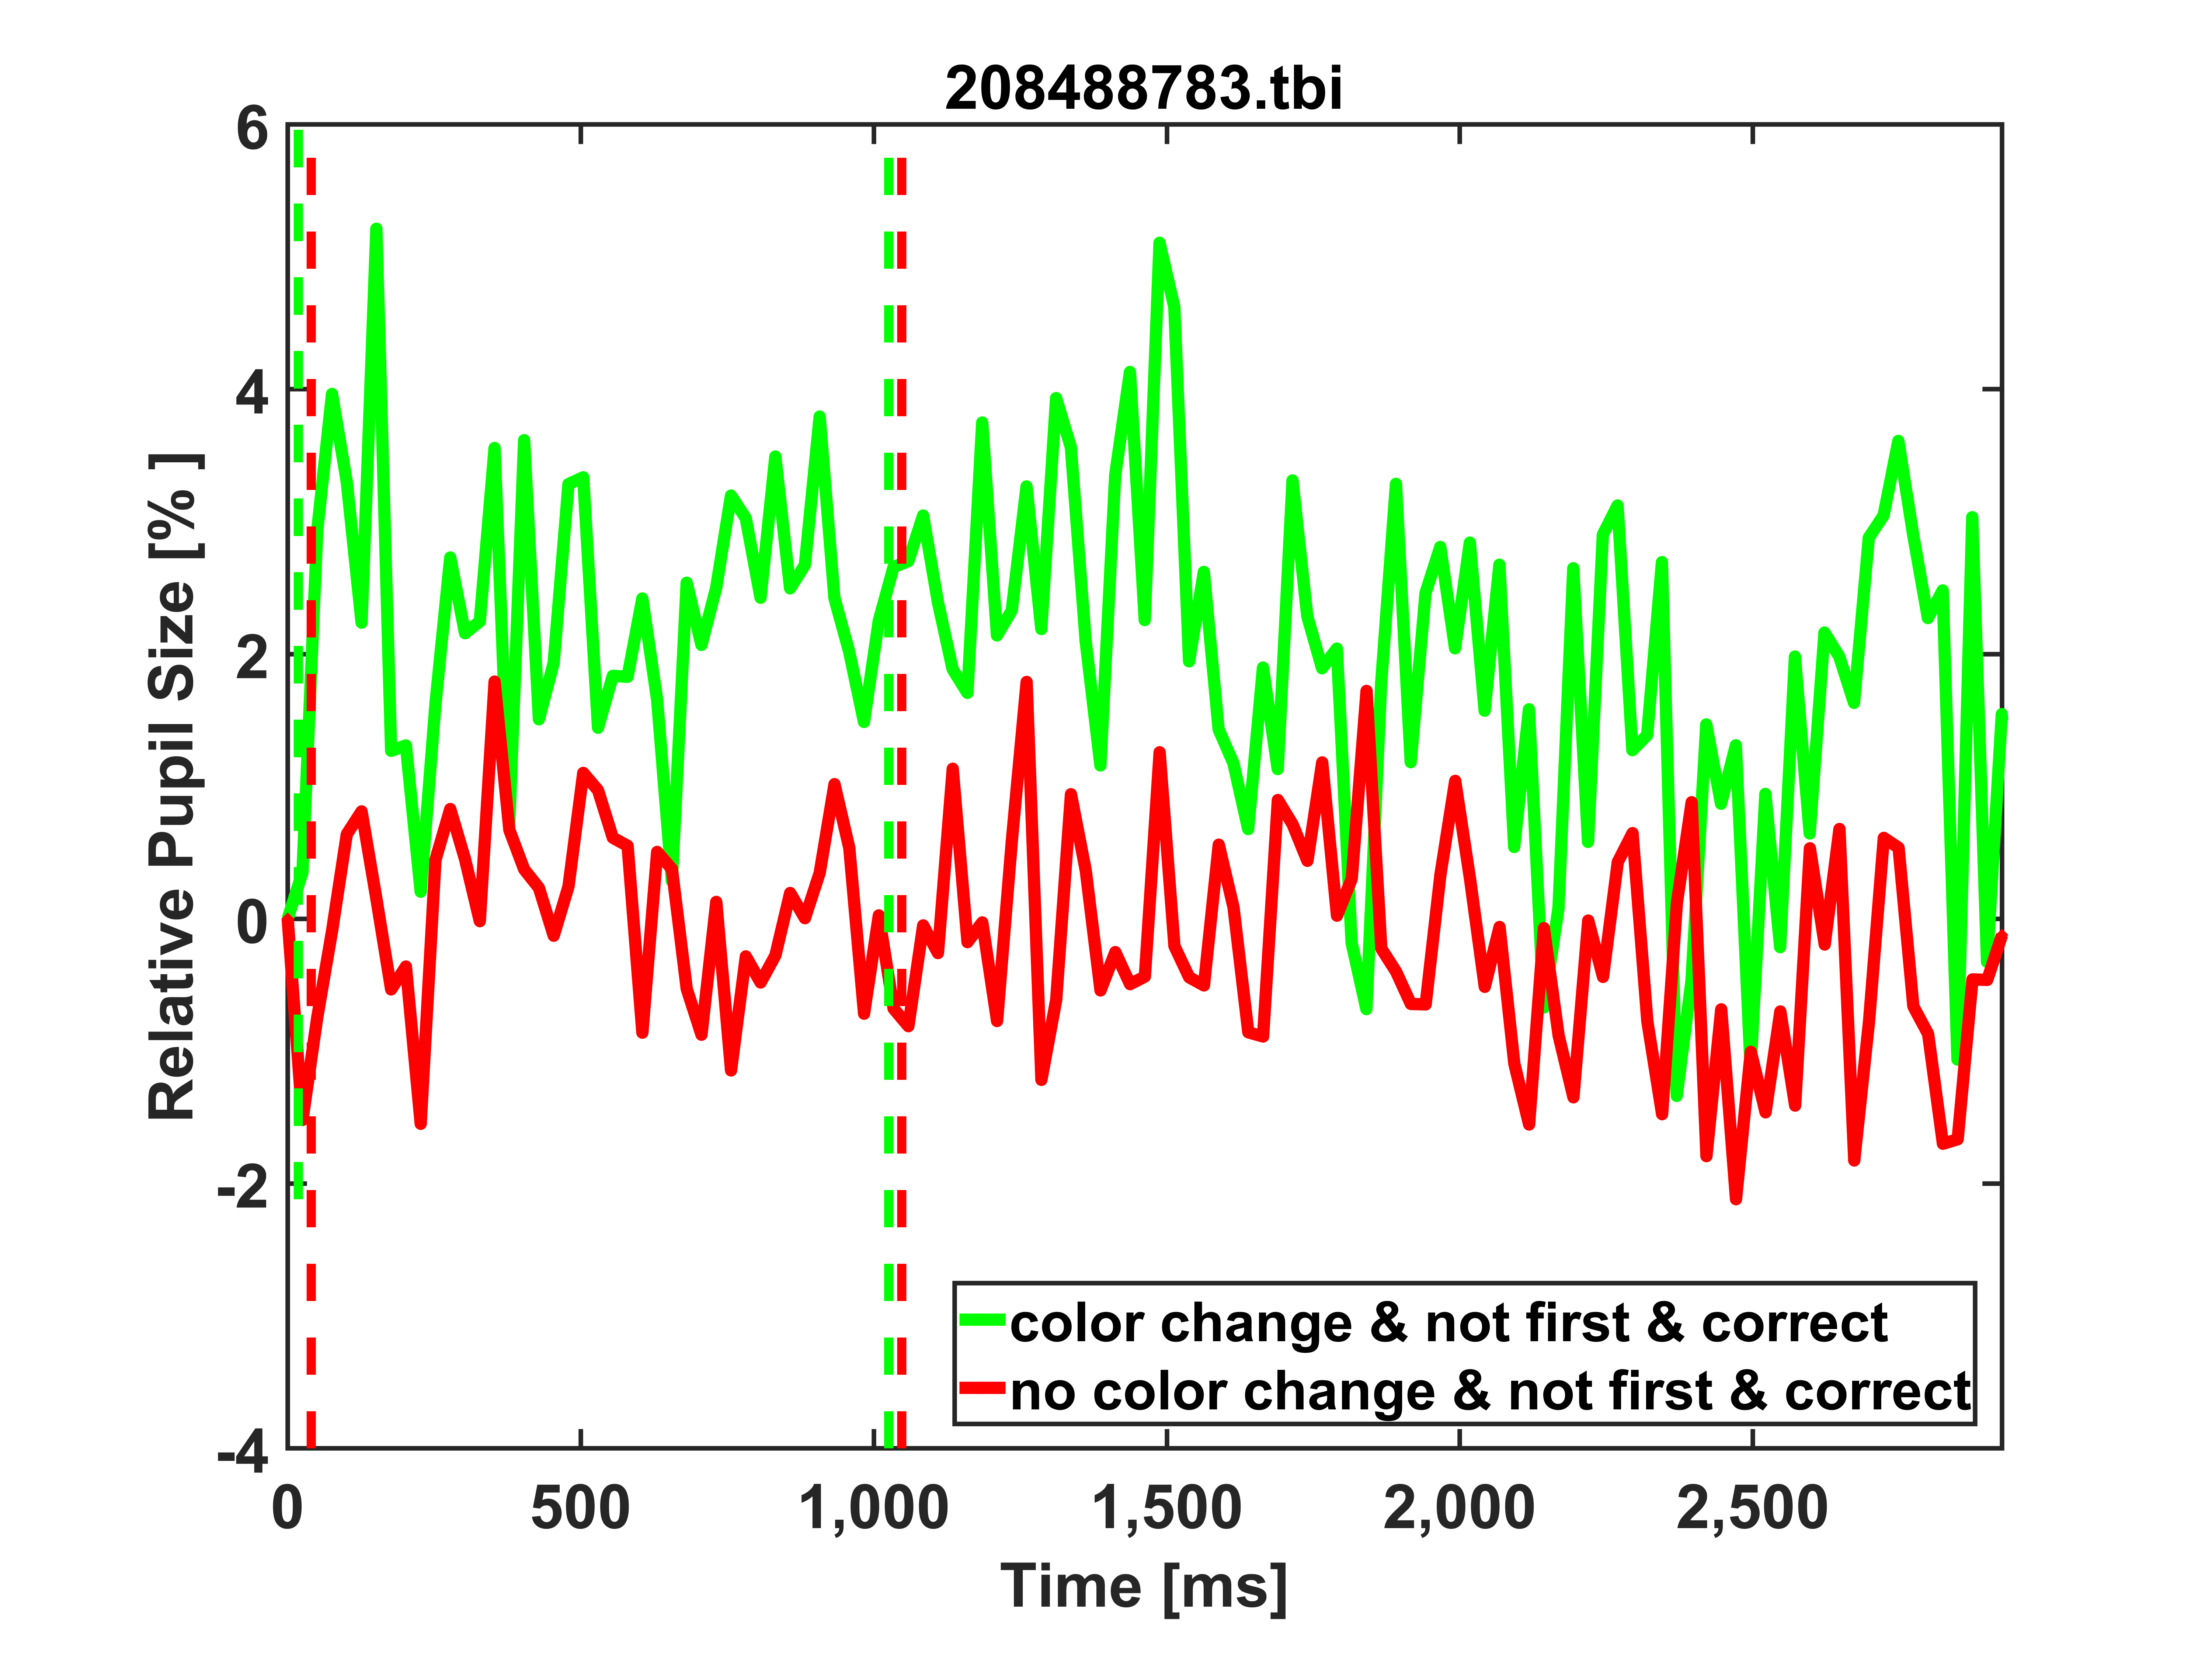 208488783.tbi
6
4
2
0
-2
-4
Relative Pupil Size [% ]
0 500 1,000 1,500 2,000 2,500
Time [ms]
color change & not first & correct
no color change & not first & correct